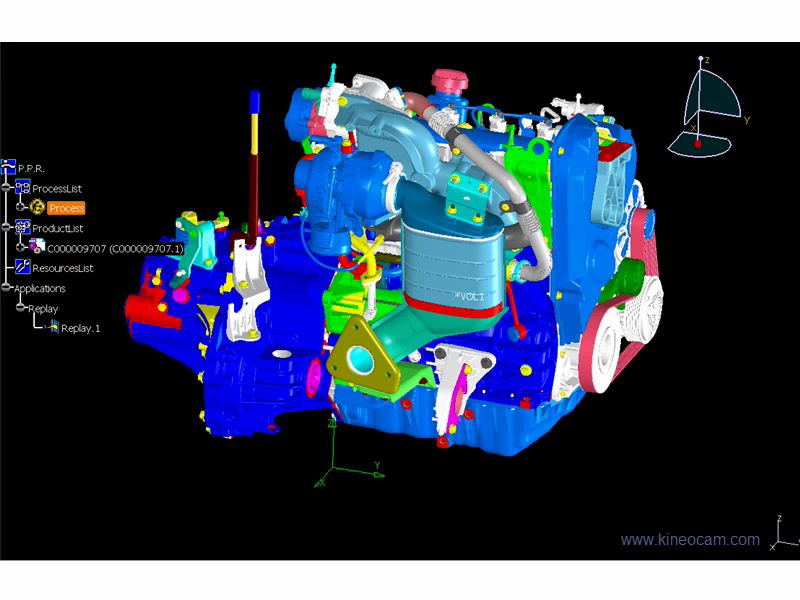 P.P.R.
ProcessList
Process
ProductList
C000009707 (C000009707.1)
ResourcesList
Applications
Replay
Replay.1
*VOL1
z
Y
X
Z
Y
X
www.kineocam.com
Z
X